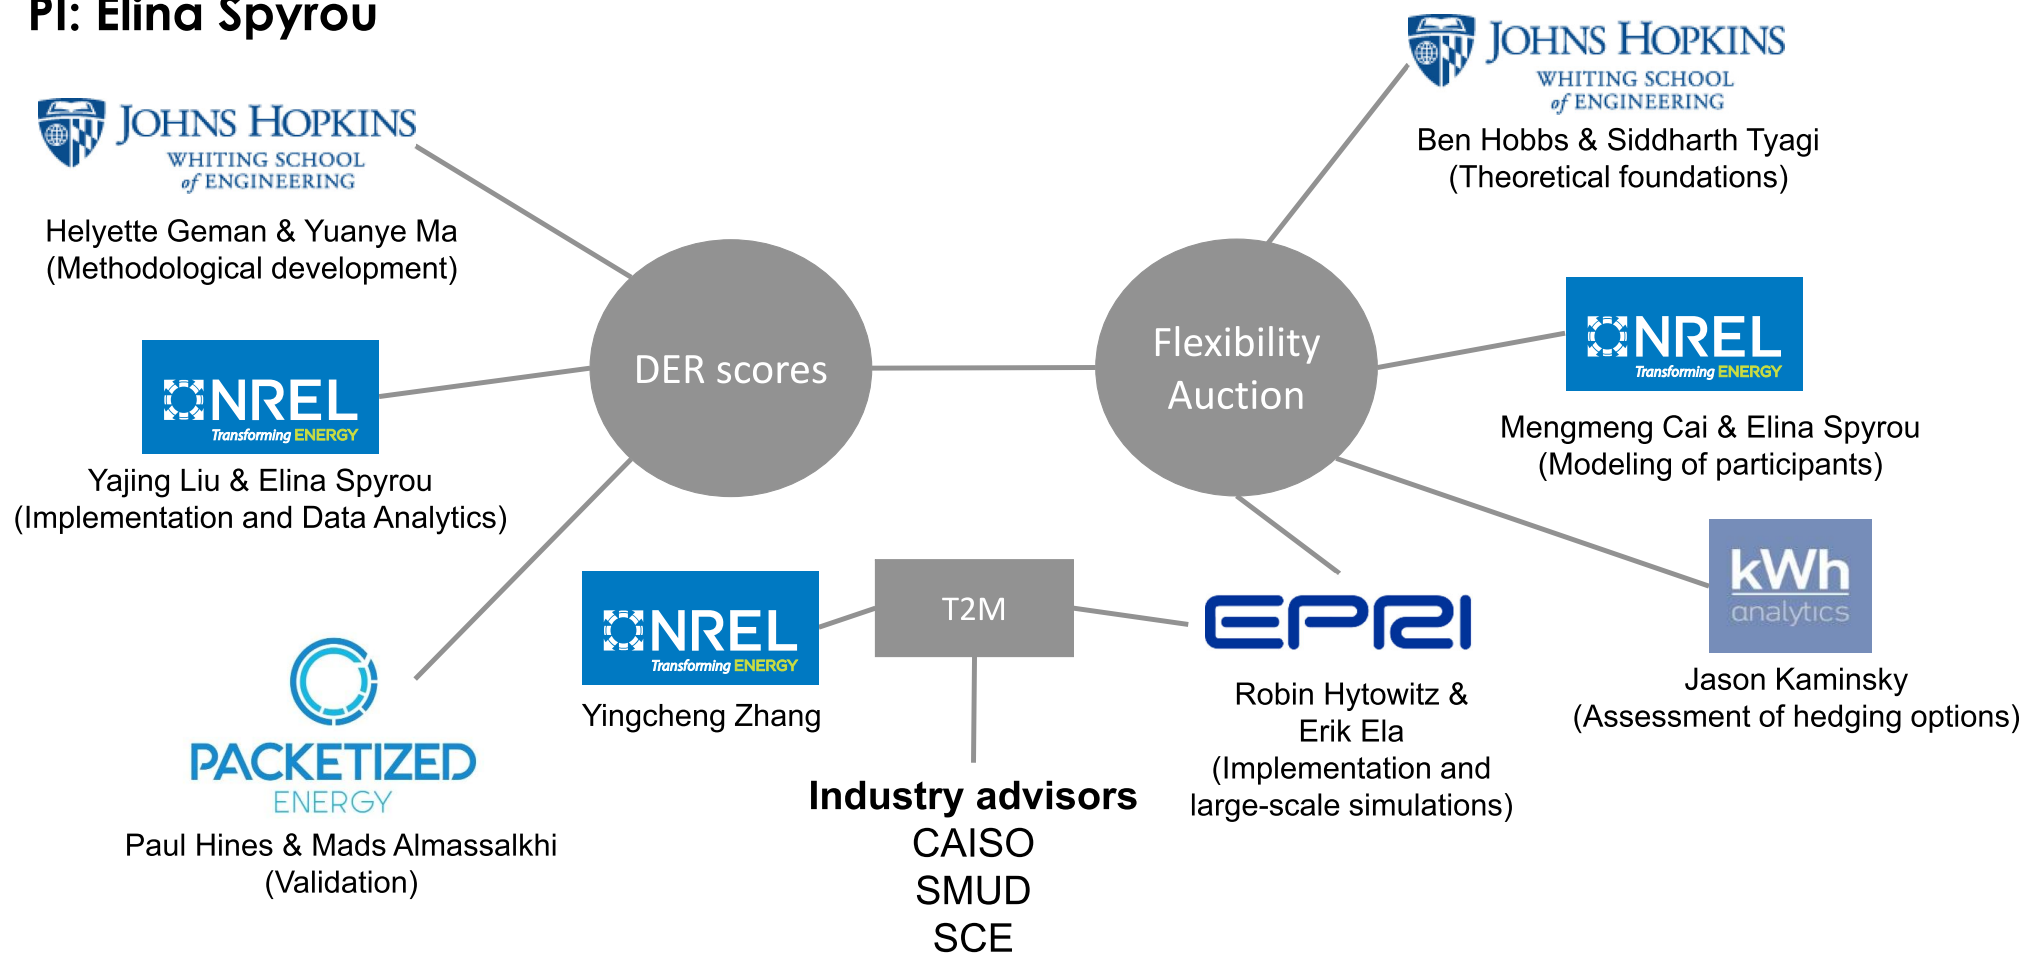 PI: Elina Spyrou
JOHNS HOPKINS
WHITING SCHOOL
of ENGINEERING
Helyette Geman & Yuanye Ma
(Methodological development)
NREL
Transforming ENERGY
Yajing Liu & Elina Spyrou
(Implementation and Data Analytics)
PACKETIZED
ENERGY
Paul Hines & Mads Almassalkhi
(Validation)
DER scores
Flexibility
Auction
JOHNS HOPKINS
WHITING SCHOOL
of ENGINEERING
Ben Hobbs & Siddharth Tyagi
(Theoretical foundations)
NREL
Transforming ENERGY
Mengmeng Cai & Elina Spyrou
(Modeling of participants)
kWh
analytics
Jason Kaminsky
(Assessment of hedging options)
EPRI
Robin Hytowitz &
Erik Ela
(Implementation and
large-scale simulations)
T2M
NREL
Transforming ENERGY
Yingcheng Zhang
Industry advisors
CAISO
SMUD
SCE